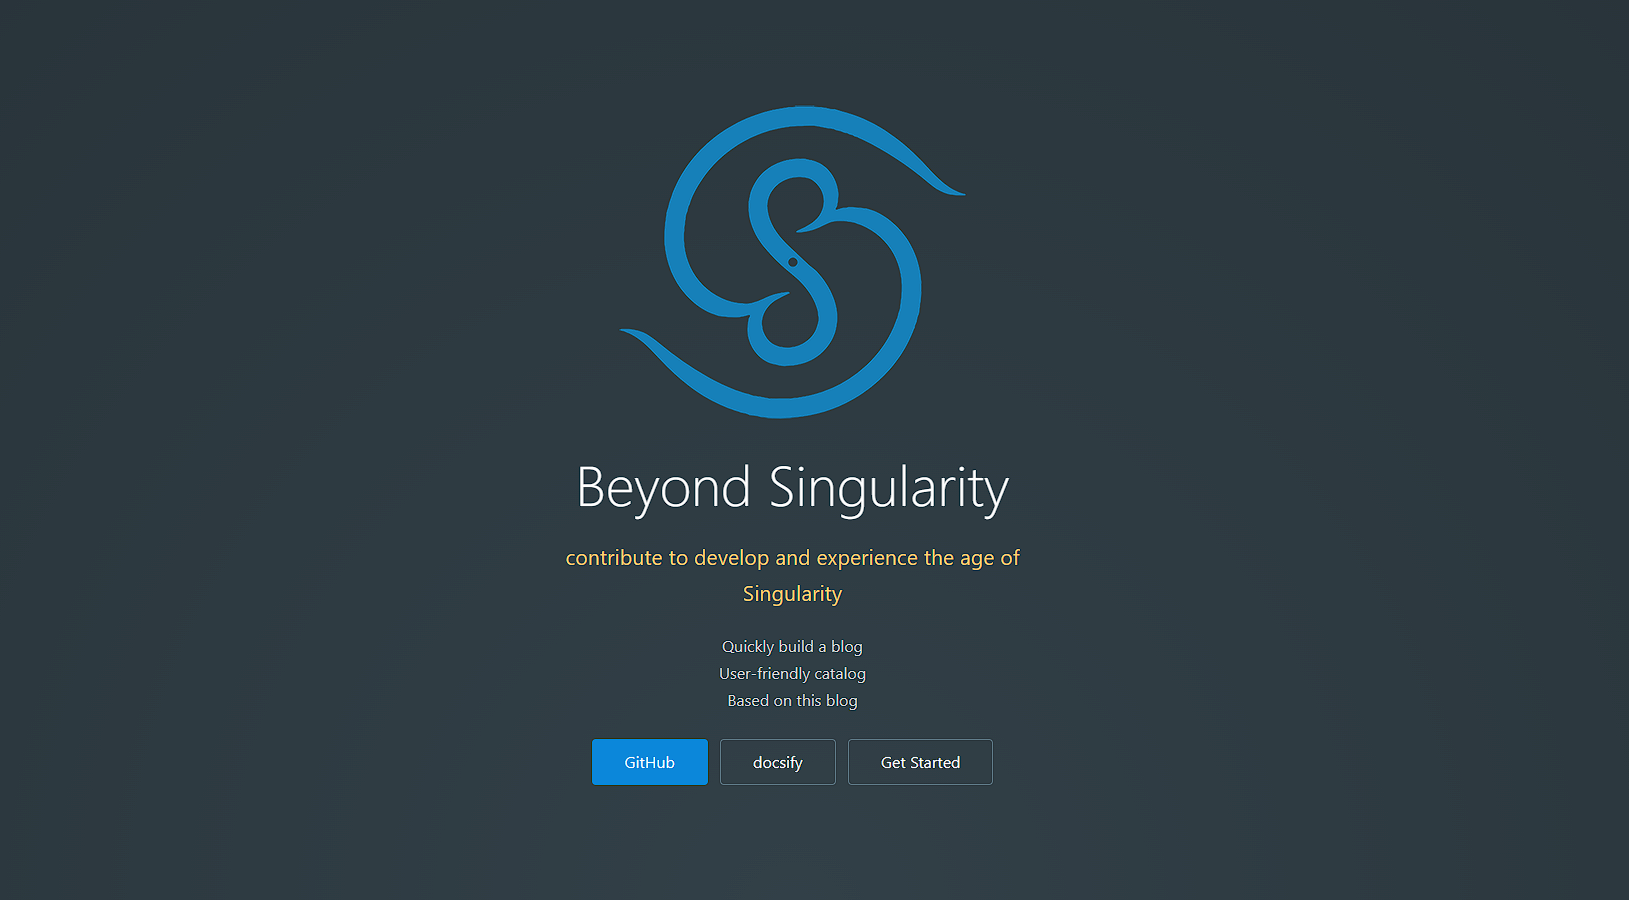 Beyond Singularity
contribute to develop and experience the age of
Singularity
Quickly build a blog
User-friendly catalog
Based on this blog
GitHub
docsify
Get Started